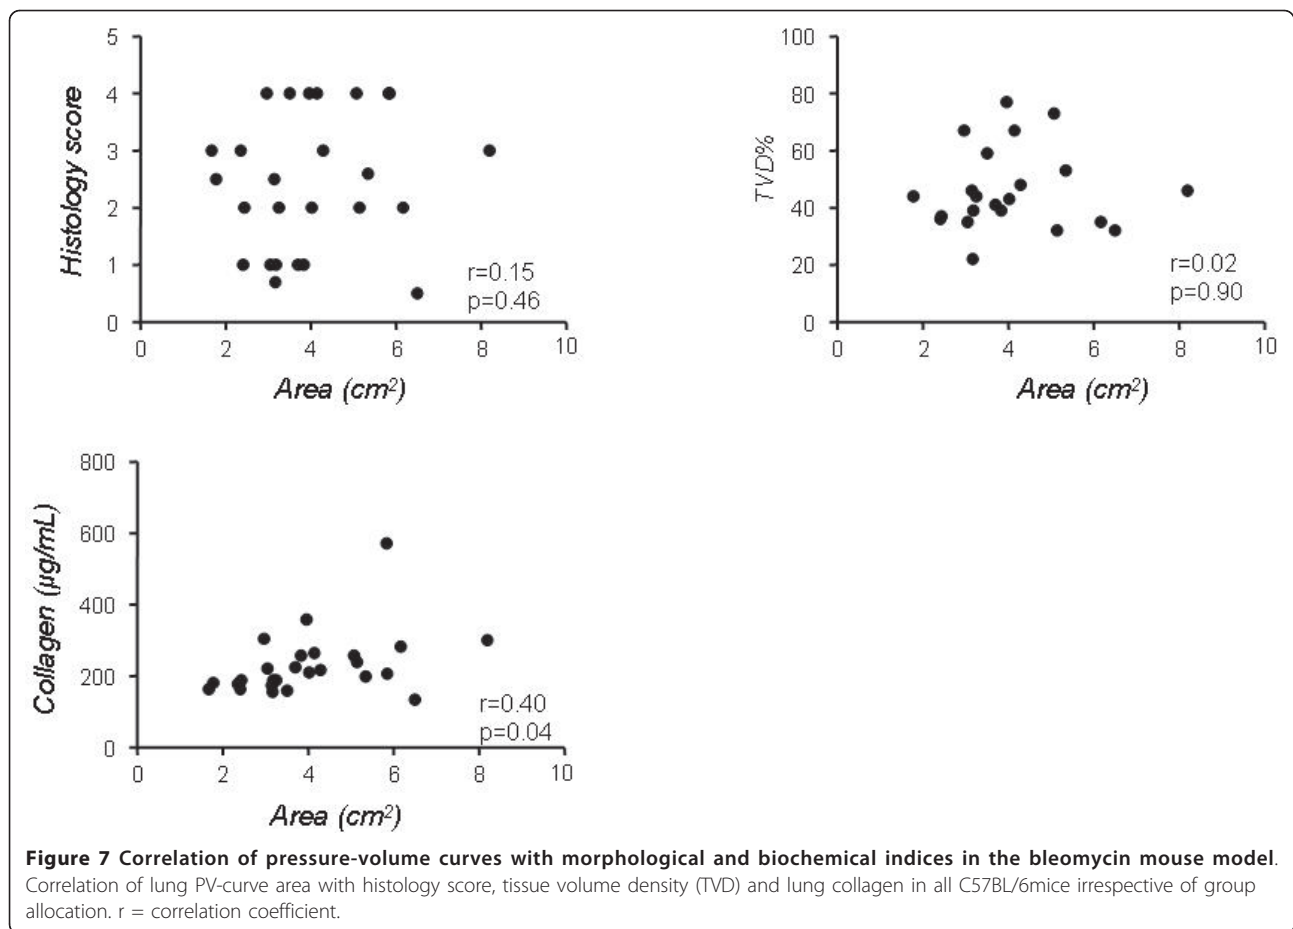 5
4
3
2
1
0
Histology score
r=0.15
p=0.46
0 2 4 6 8 10
Area (cm²)
100
80
60
40
20
0
TVD%
r=0.02
p=0.90
0 2 4 6 8 10
Area (cm²)
800
600
400
200
0
Collagen (µg/mL)
r=0.40
p=0.04
0 2 4 6 8 10
Area (cm²)
Figure 7 Correlation of pressure-volume curves with morphological and biochemical indices in the bleomycin mouse model.
Correlation of lung PV-curve area with histology score, tissue volume density (TVD) and lung collagen in all C57BL/6mice irrespective of group
allocation. r = correlation coefficient.